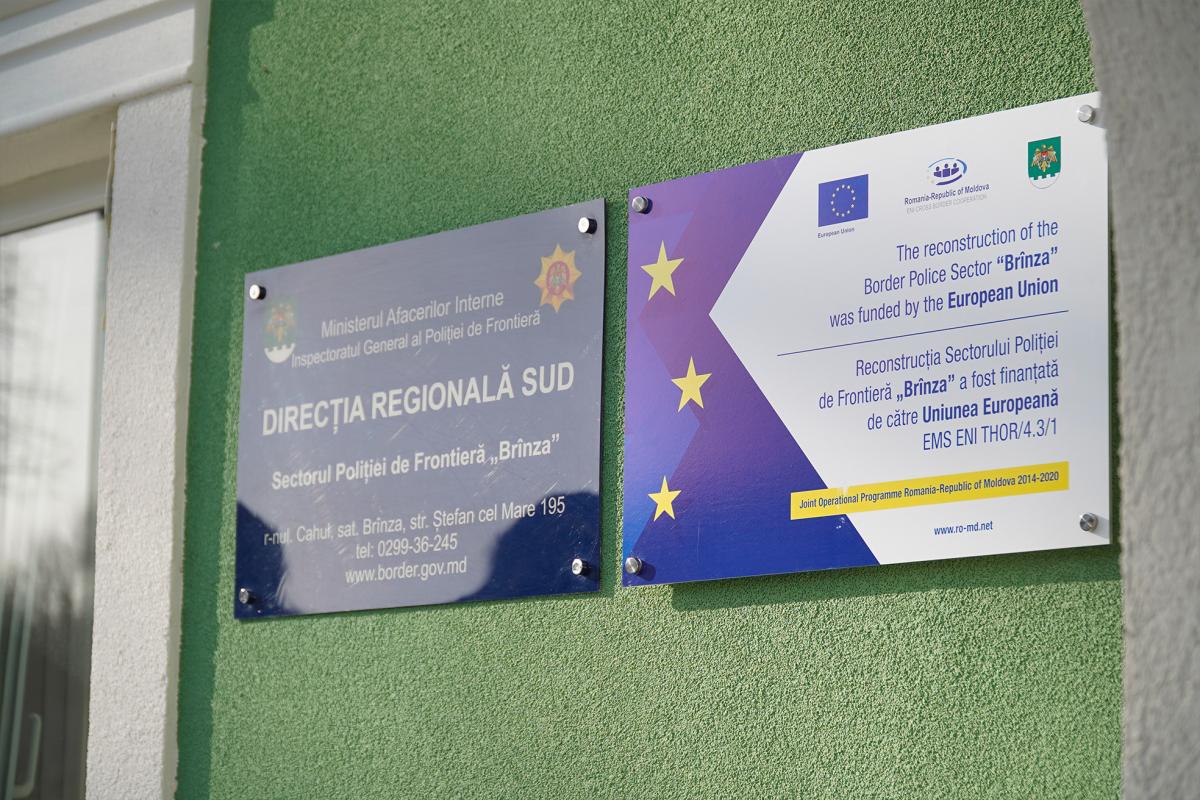 Ministerul Afacerilor Interne
Inspectoratul General al Poliției de Frontieră
DIRECȚIA REGIONALĂ SUD
Sectorul Poliției de Frontieră „Brînza”
r-nul. Cahul, sat. Brînza, str. Ștefan cel Mare 195
tel: 0299-36-245
www.border.gov.md
European Union
Romania-Republic of Moldova
ENI-CROSS BORDER COOPERATION
The reconstruction of the
Border Police Sector “Brînza”
was funded by the European Union
Reconstrucția Sectorului Poliției
de Frontieră „Brînza” a fost finanțată
de către Uniunea Europeană
EMS ENI THOR/4.3/1
Joint Operational Programme Romania-Republic of Moldova 2014-2020
www.ro-md.net